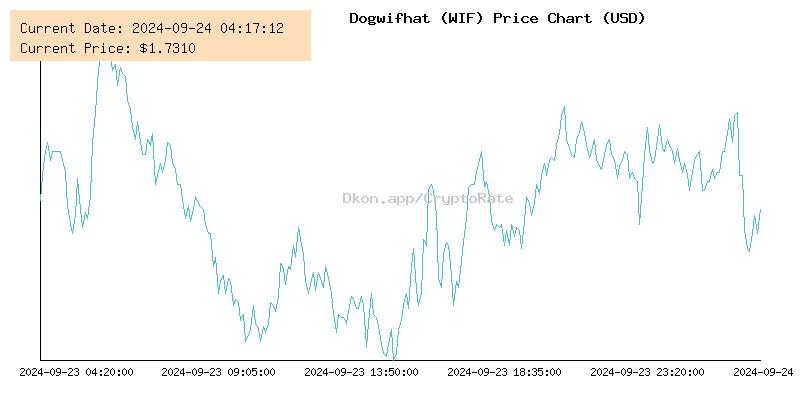 Dogwifhat (WIF) Price Chart (USD)
Current Date: 2024-09-24 04:17:12
Current Price: $1.7310
Dkon.app/CryptoRate
2024-09-23 04:20:00 2024-09-23 09:05:00 2024-09-23 13:50:00 2024-09-23 18:35:00 2024-09-23 23:20:00 2024-09-24